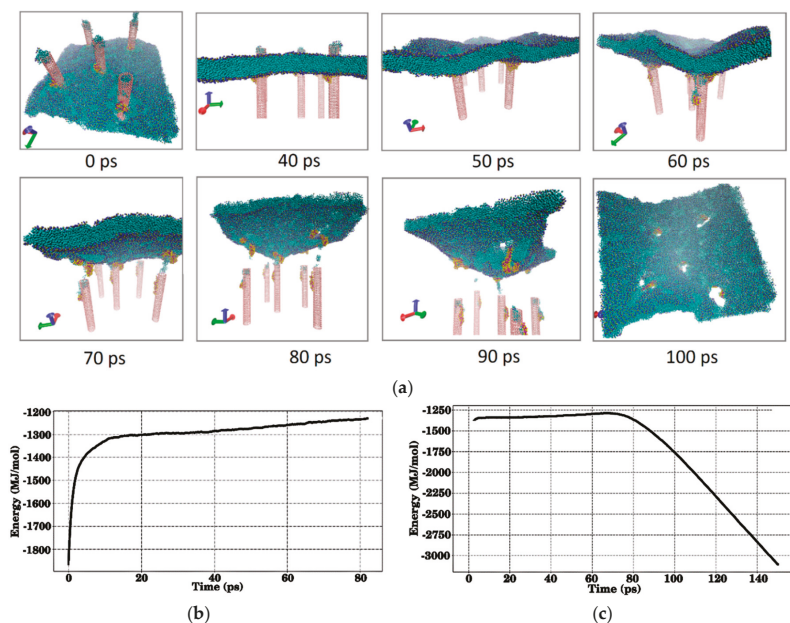 0 ps
40 ps
50 ps
60 ps
70 ps
80 ps
90 ps
100 ps
(a)
-1200
-1300
-1400
-1500
-1600
-1700
-1800
Energy (MJ/mol)
0
20
40
60
80
Time (ps)
(b)
-1250
-1500
-1750
-2000
-2250
-2500
-2750
-3000
Energy (MJ/mol)
0
20
40
60
80
100
120
140
Time (ps)
(c)